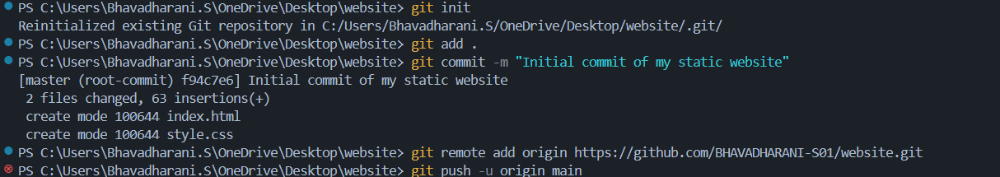 PS C:\Users\Bhavadharani.S\OneDrive\Desktop\website> git init
Reinitialized existing Git repository in C:/Users/Bhavadharani.S/OneDrive/Desktop/website/.git/
PS C:\Users\Bhavadharani.S\OneDrive\Desktop\website> git add .
PS C:\Users\Bhavadharani.S\OneDrive\Desktop\website> git commit -m "Initial commit of my static website"
[master (root-commit) f94c7e6] Initial commit of my static website
 2 files changed, 63 insertions(+)
 create mode 100644 index.html
 create mode 100644 style.css
PS C:\Users\Bhavadharani.S\OneDrive\Desktop\website> git remote add origin https://github.com/BHAVADHARANI-S01/website.git
PS C:\Users\Bhavadharani.S\OneDrive\Desktop\website> git push -u origin main